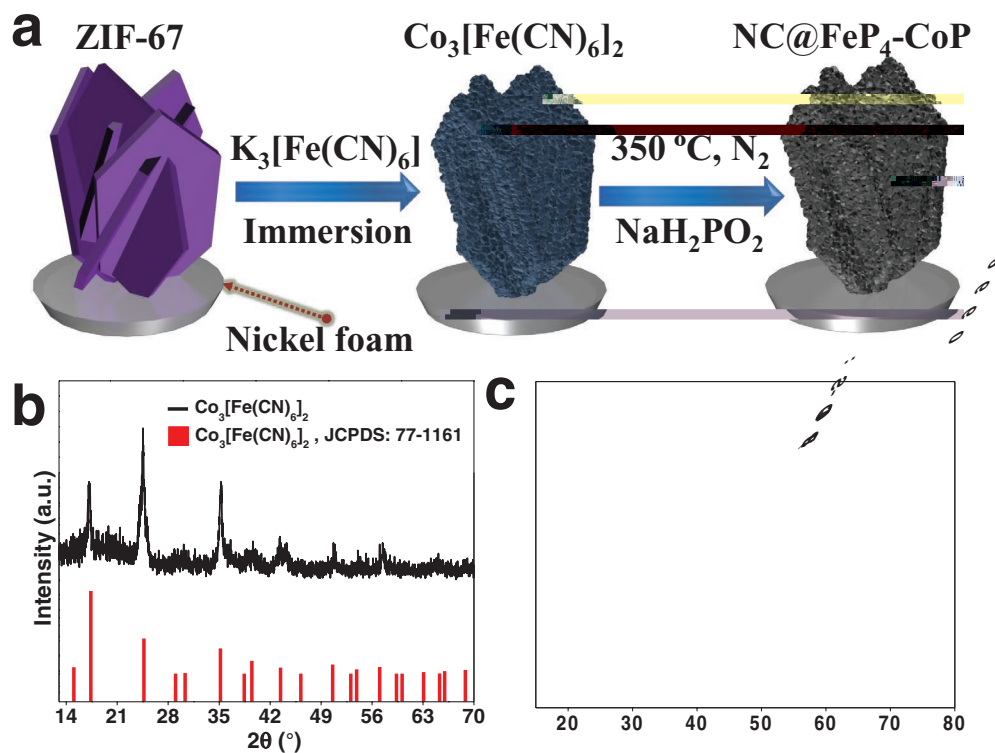 a
ZIF-67
Co₃[Fe(CN)₆]₂
NC@FeP₄-CoP
K₃[Fe(CN)₆]
Immersion
350 ºC, N₂
NaH₂PO₂
Nickel foam
b
Co₃[Fe(CN)₆]₂
Co₃[Fe(CN)₆]₂ , JCPDS: 77-1161
Intensity (a.u.)
14 21 28 35 42 49 56 63 70
2θ (°)
c
20 30 40 50 60 70 80